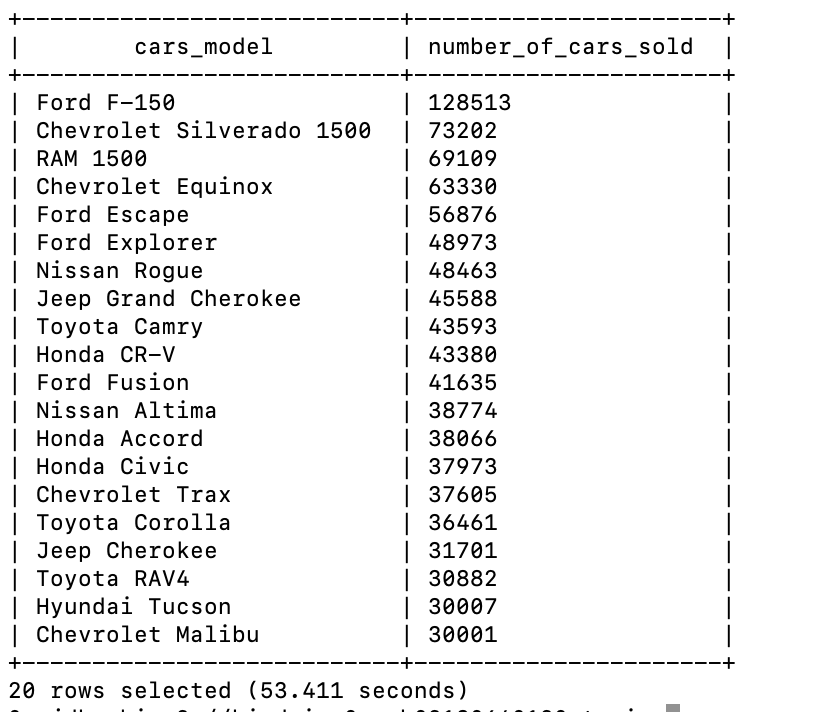 +---------------------------+----------------------+
|        cars_model         | number_of_cars_sold  |
+---------------------------+----------------------+
| Ford F-150                | 128513               |
| Chevrolet Silverado 1500  | 73202                |
| RAM 1500                  | 69109                |
| Chevrolet Equinox         | 63330                |
| Ford Escape               | 56876                |
| Ford Explorer             | 48973                |
| Nissan Rogue              | 48463                |
| Jeep Grand Cherokee       | 45588                |
| Toyota Camry              | 43593                |
| Honda CR-V                | 43380                |
| Ford Fusion               | 41635                |
| Nissan Altima             | 38774                |
| Honda Accord              | 38066                |
| Honda Civic               | 37973                |
| Chevrolet Trax            | 37605                |
| Toyota Corolla            | 36461                |
| Jeep Cherokee             | 31701                |
| Toyota RAV4               | 30882                |
| Hyundai Tucson            | 30007                |
| Chevrolet Malibu          | 30001                |
+---------------------------+----------------------+
20 rows selected (53.411 seconds)